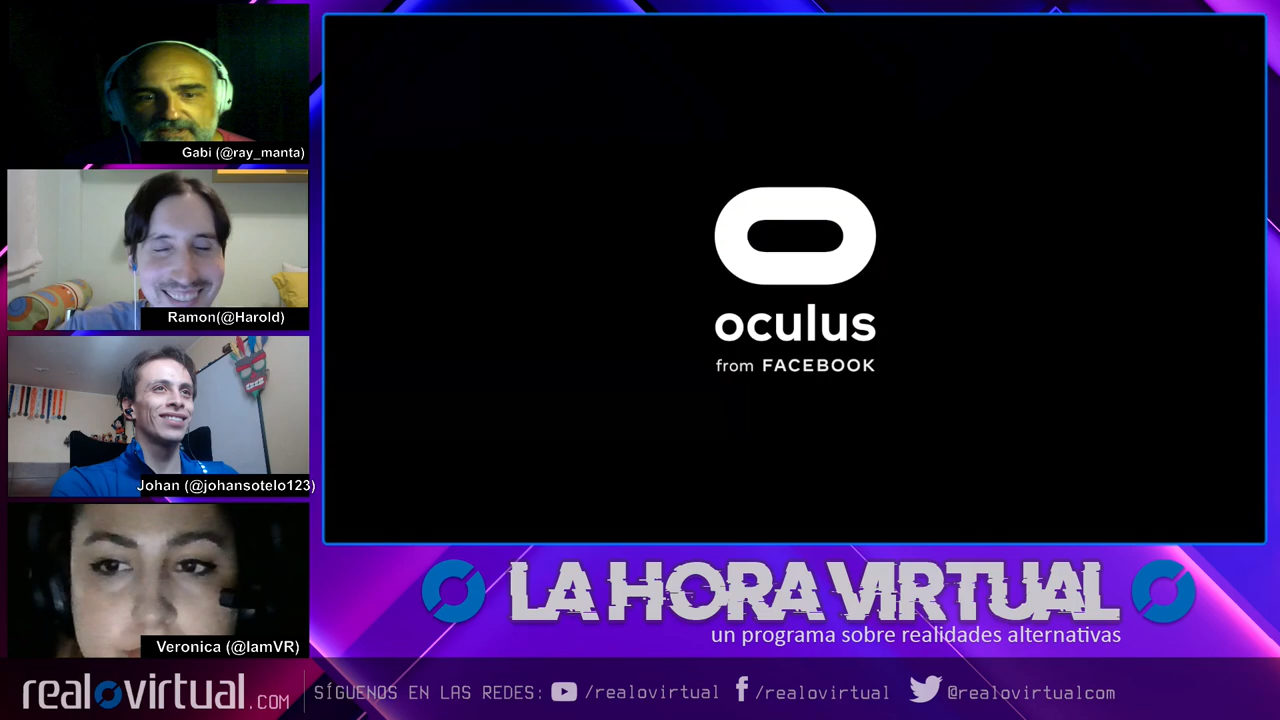 Gabi (@ray_manta)
Ramon(@Harold)
Johan (@johansotelo123)
Veronica (@IamVR)
oculus
from FACEBOOK
LA HORA VIRTUAL
un programa sobre realidades alternativas
realovirtual.com
SÍGUENOS EN LAS REDES: /realovirtual /realovirtual @realovirtualcom